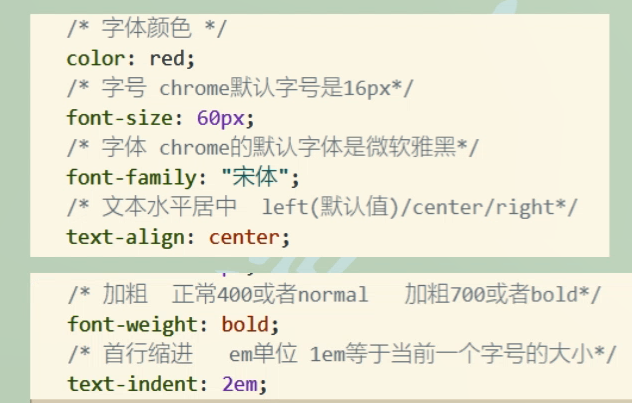 /* 字体颜色 */
color: red;
/* 字号 chrome默认字号是16px*/
font-size: 60px;
/* 字体 chrome的默认字体是微软雅黑*/
font-family: "宋体";
/* 文本水平居中  left(默认值)/center/right*/
text-align: center;
/* 加粗  正常400或者normal   加粗700或者bold*/
font-weight: bold;
/* 首行缩进   em单位 1em等于当前一个字号的大小*/
text-indent: 2em;